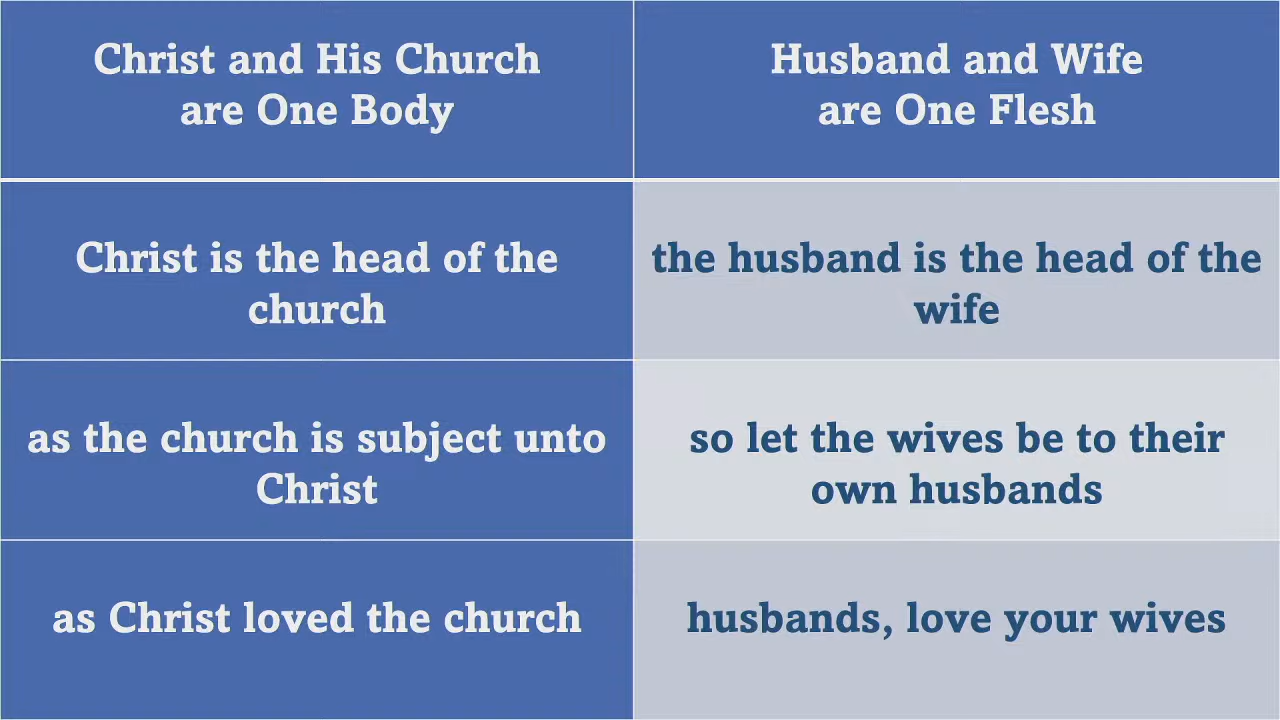 Christ and His Church
are One Body
Husband and Wife
are One Flesh
Christ is the head of the
church
the husband is the head of the
wife
as the church is subject unto
Christ
so let the wives be to their
own husbands
as Christ loved the church
husbands, love your wives